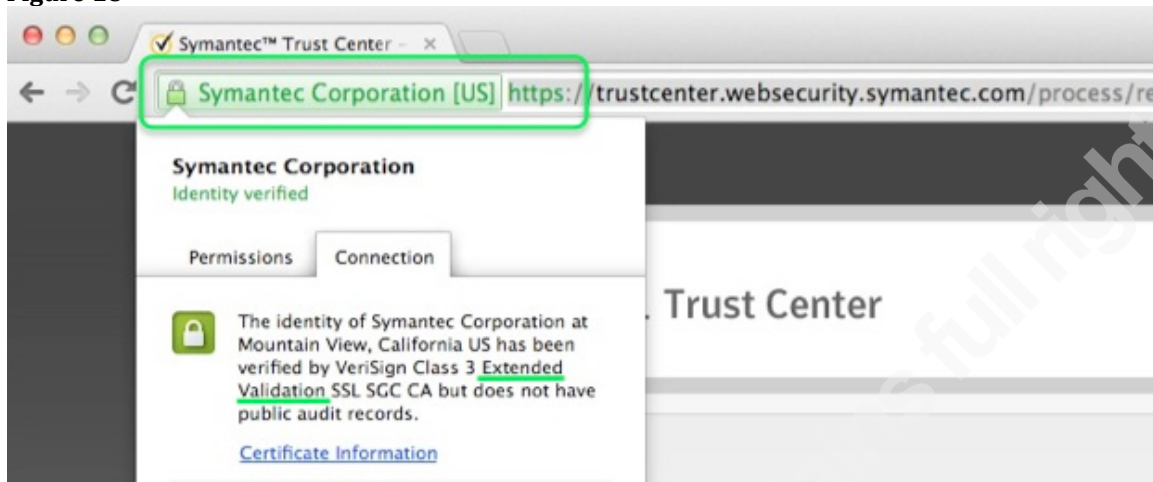 Symantec™ Trust Center –
Symantec Corporation [US] https://trustcenter.websecurity.symantec.com/process/re
Symantec Corporation
Identity verified
Permissions Connection
Trust Center
The identity of Symantec Corporation at
Mountain View, California US has been
verified by VeriSign Class 3 Extended
Validation SSL SGC CA but does not have
public audit records.
Certificate Information
s full righ